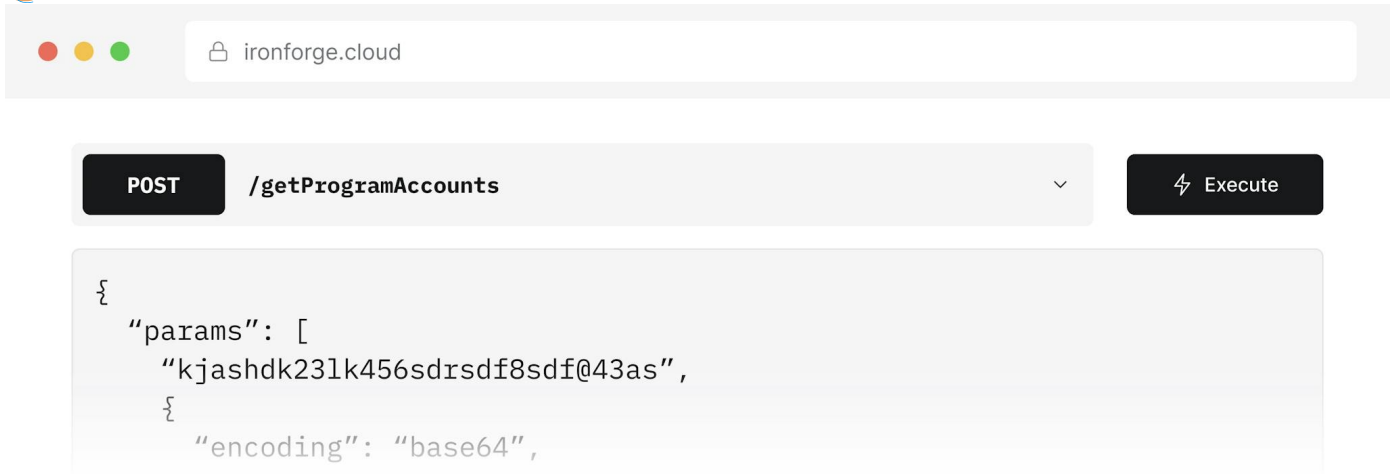 ironforge.cloud
POST /getProgramAccounts Execute
{
“params”: [
“kjashdk23lk456sdrsdf8sdf@43as”,
{
“encoding”: “base64”,